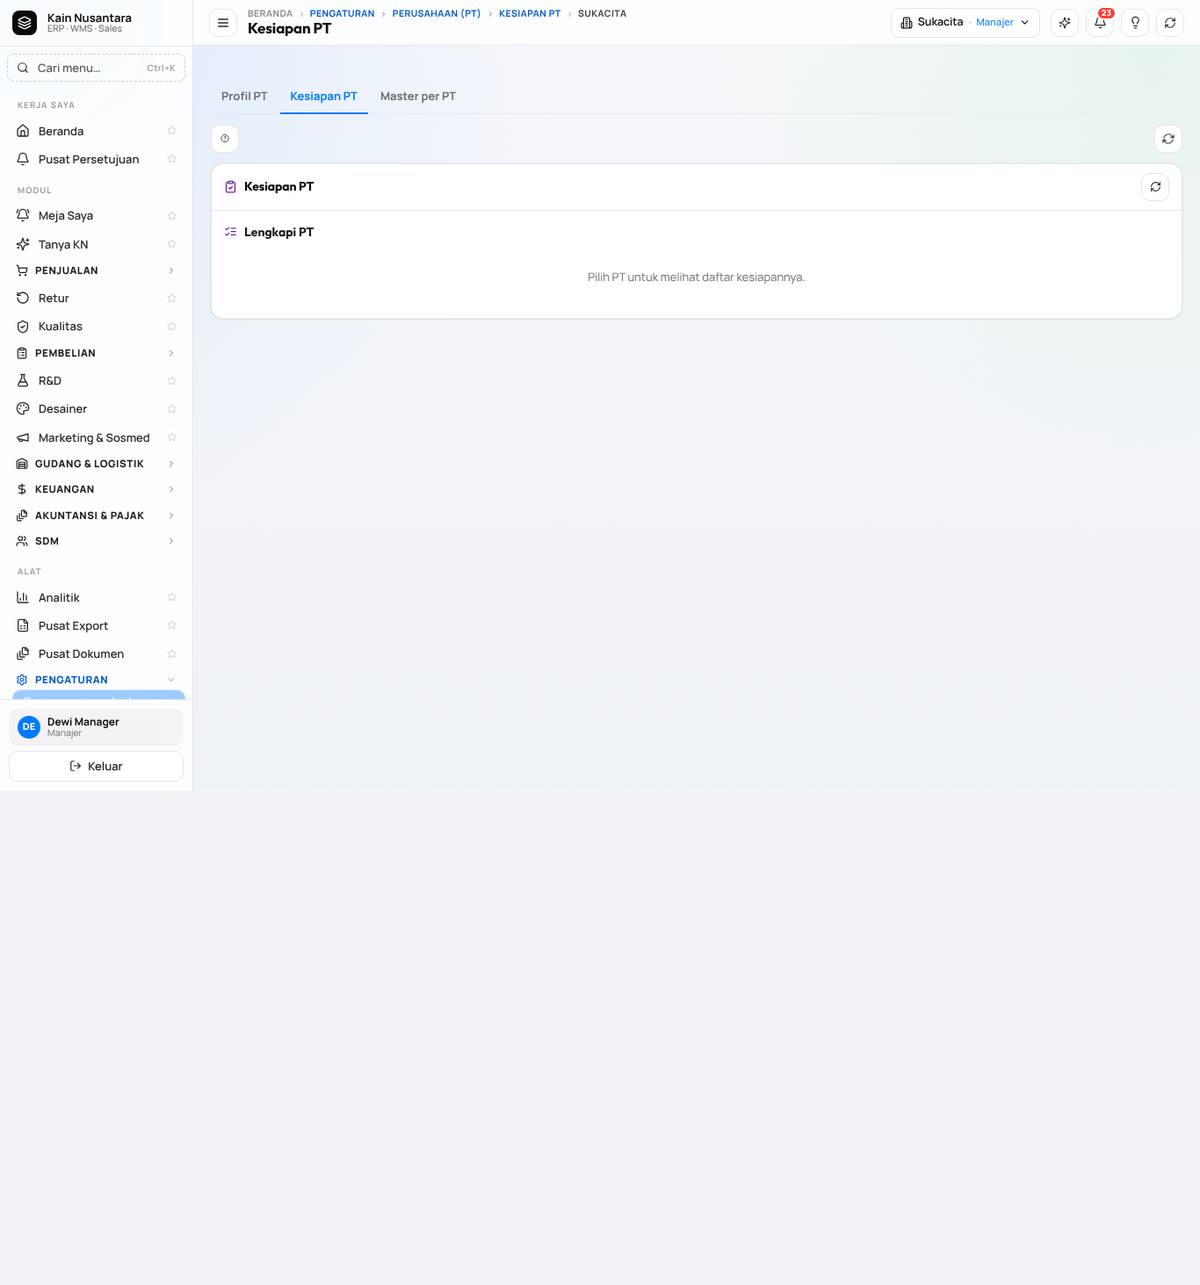 Kain Nusantara
ERP · WMS · Sales
Cari menu... Ctrl+K
KERJA SAYA
Beranda
Pusat Persetujuan
MODUL
Meja Saya
Tanya KN
PENJUALAN
Retur
Kualitas
PEMBELIAN
R&D
Desainer
Marketing & Sosmed
GUDANG & LOGISTIK
KEUANGAN
AKUNTANSI & PAJAK
SDM
ALAT
Analitik
Pusat Export
Pusat Dokumen
PENGATURAN
DE
Dewi Manager
Manajer
Keluar
BERANDA > PENGATURAN > PERUSAHAAN (PT) > KESIAPAN PT > SUKACITA
Kesiapan PT
Sukacita · Manajer
23
Profil PT Kesiapan PT Master per PT
Kesiapan PT
Lengkapi PT
Pilih PT untuk melihat daftar kesiapannya.